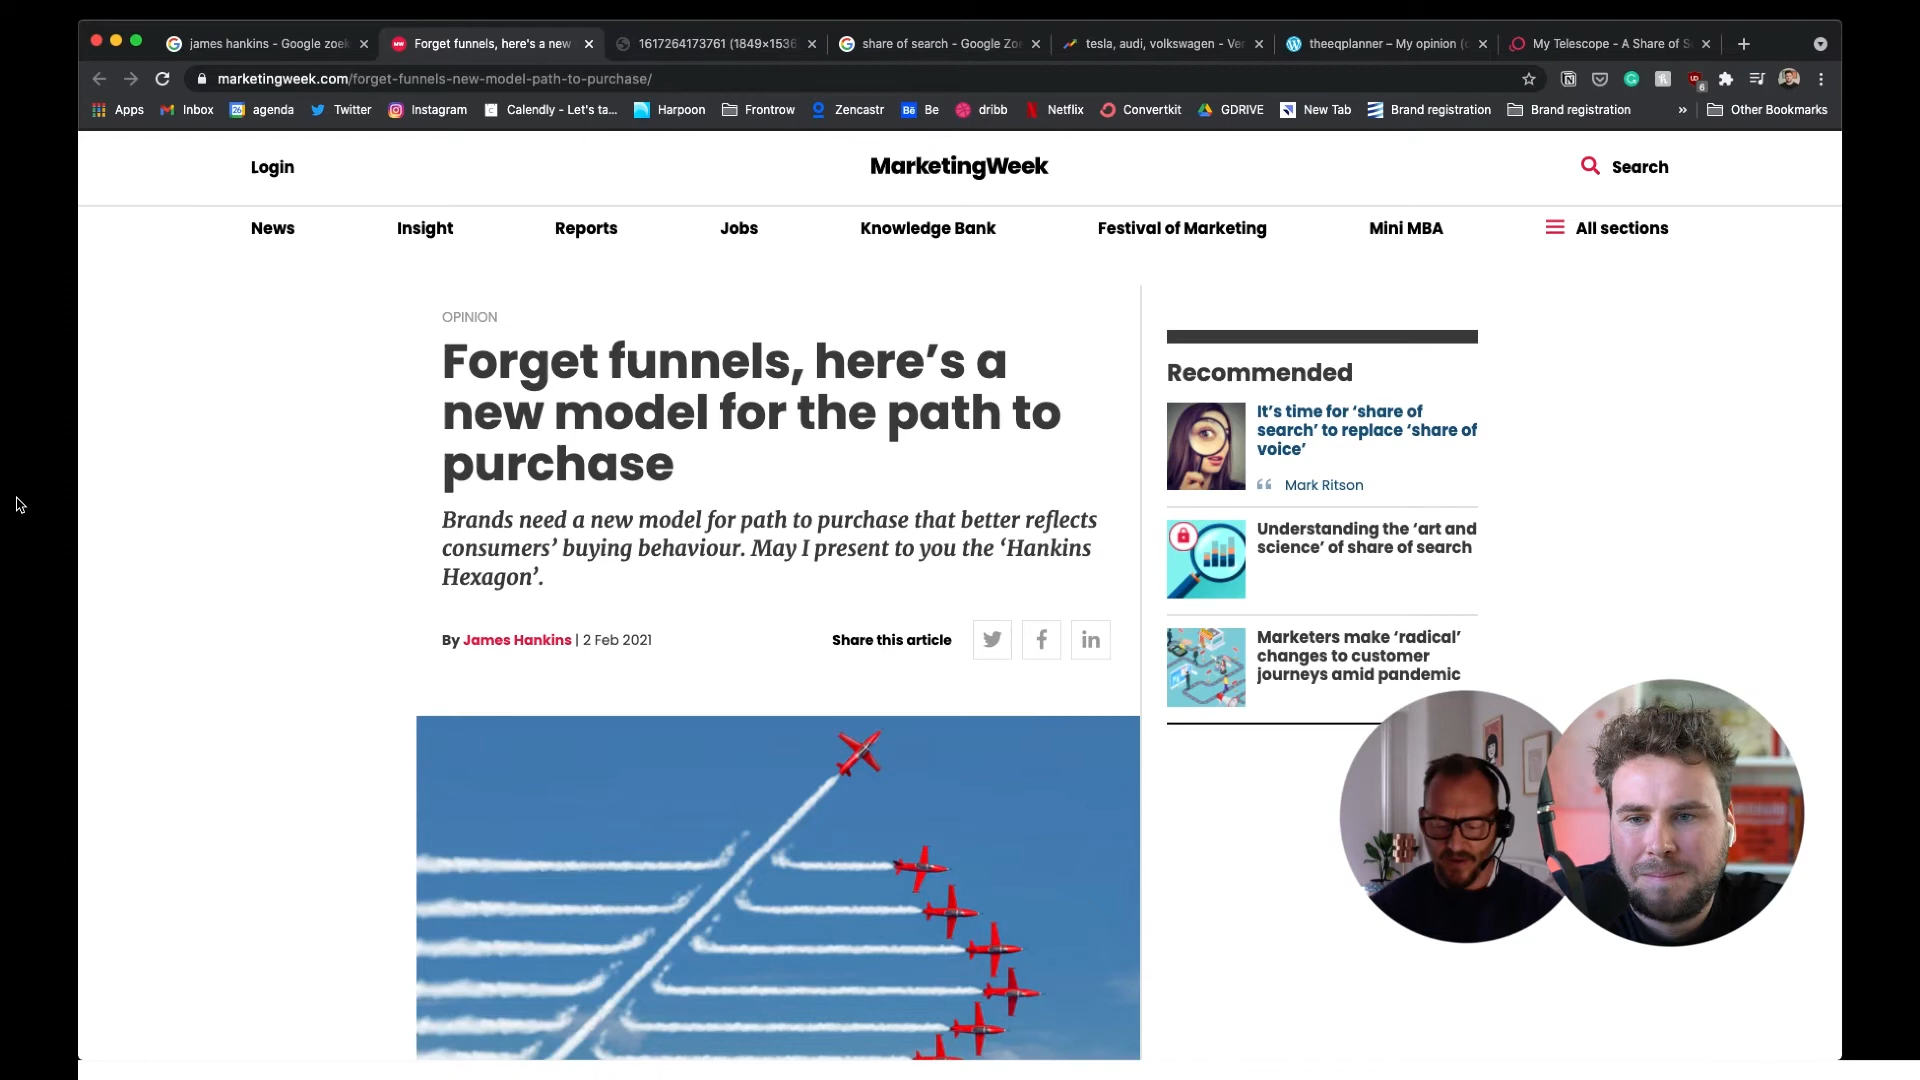 james hankins - Google zoek
Forget funnels, here's a new
1617264173761 (1849×1536
share of search - Google Zo
tesla, audi, volkswagen - Ver
theeqplanner – My opinion (c
My Telescope - A Share of S
marketingweek.com/forget-funnels-new-model-path-to-purchase/
Apps
Inbox
agenda
Twitter
Instagram
Calendly - Let's ta...
Harpoon
Frontrow
Zencastr
Be
dribb
Netflix
Convertkit
GDRIVE
New Tab
Brand registration
Brand registration
»
Other Bookmarks
Login
MarketingWeek
Search
News
Insight
Reports
Jobs
Knowledge Bank
Festival of Marketing
Mini MBA
All sections
OPINION
Forget funnels, here's a
new model for the path to
purchase
Brands need a new model for path to purchase that better reflects
consumers' buying behaviour. May I present to you the 'Hankins
Hexagon'.
By James Hankins | 2 Feb 2021
Share this article
Recommended
It's time for 'share of
search' to replace 'share of
voice'
Mark Ritson
Understanding the 'art and
science' of share of search
Marketers make 'radical'
changes to customer
journeys amid pandemic